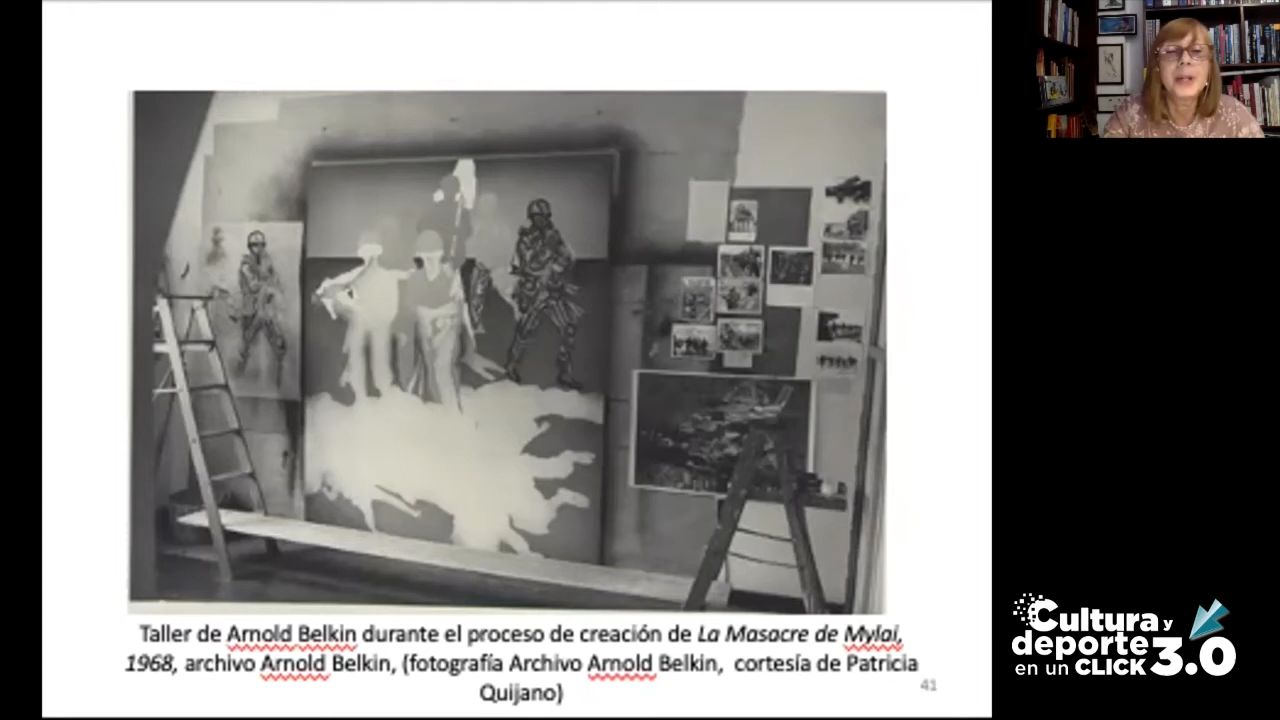 Taller de Arnold Belkin durante el proceso de creación de La Masacre de Mylai,
1968, archivo Arnold Belkin, (fotografía Archivo Arnold Belkin, cortesía de Patricia
Quijano)
41
Cultura y
deporte 3.0
en un CLICK